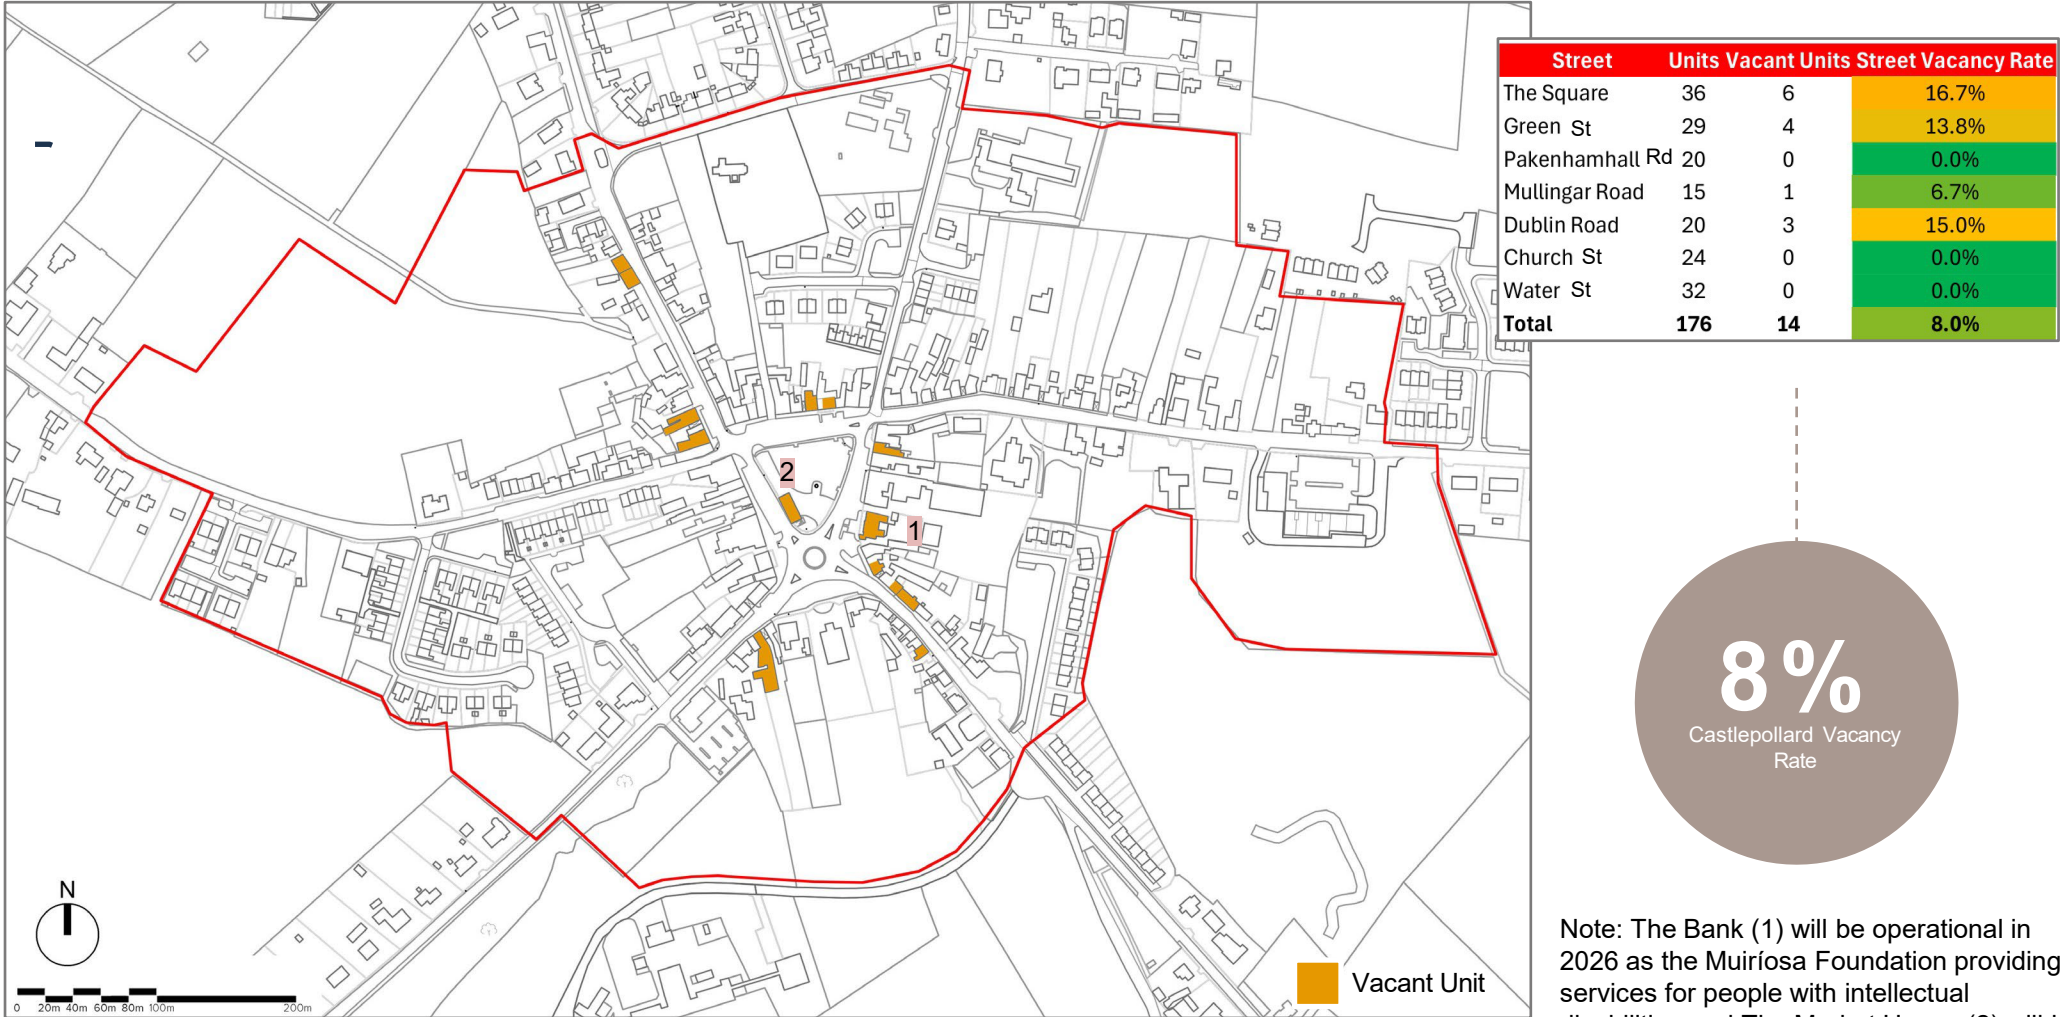 Street Units Vacant Units Street Vacancy Rate
The Square 36 6 16.7%
Green St 29 4 13.8%
Pakenhamhall Rd 20 0 0.0%
Mullingar Road 15 1 6.7%
Dublin Road 20 3 15.0%
Church St 24 0 0.0%
Water St 32 0 0.0%
Total 176 14 8.0%
2
1
8%
Castlepollard Vacancy
Rate
N
0 20m 40m 60m 80m 100m 200m
Vacant Unit
Note: The Bank (1) will be operational in
2026 as the Muiríosa Foundation providing
services for people with intellectual